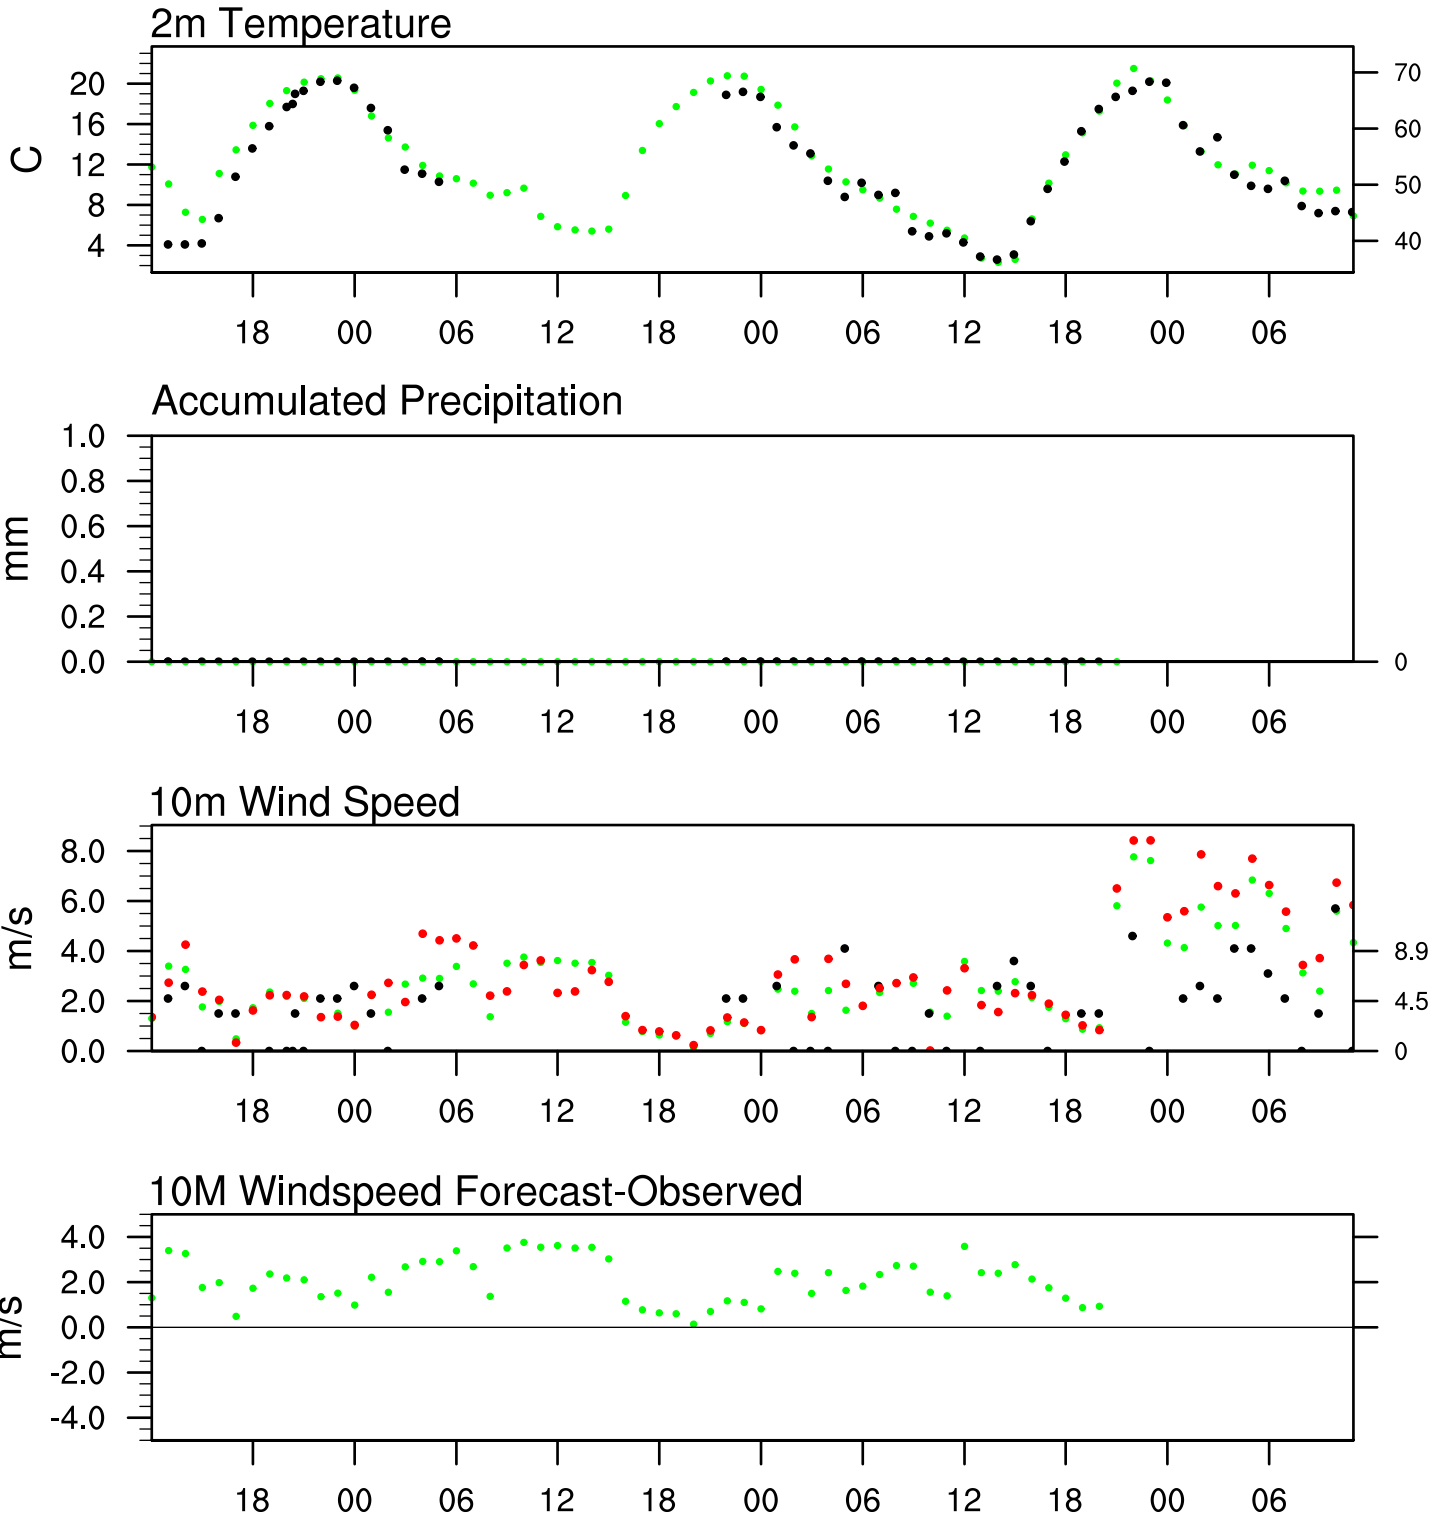 2m Temperature
20
16
12
8
4
C
70
60
50
40
18 00 06 12 18 00 06 12 18 00 06
Accumulated Precipitation
1.0
0.8
0.6
0.4
0.2
0.0
mm
0
18 00 06 12 18 00 06 12 18 00 06
10m Wind Speed
8.0
6.0
4.0
2.0
0.0
m/s
8.9
4.5
0
18 00 06 12 18 00 06 12 18 00 06
10M Windspeed Forecast-Observed
4.0
2.0
0.0
-2.0
-4.0
m/s
18 00 06 12 18 00 06 12 18 00 06